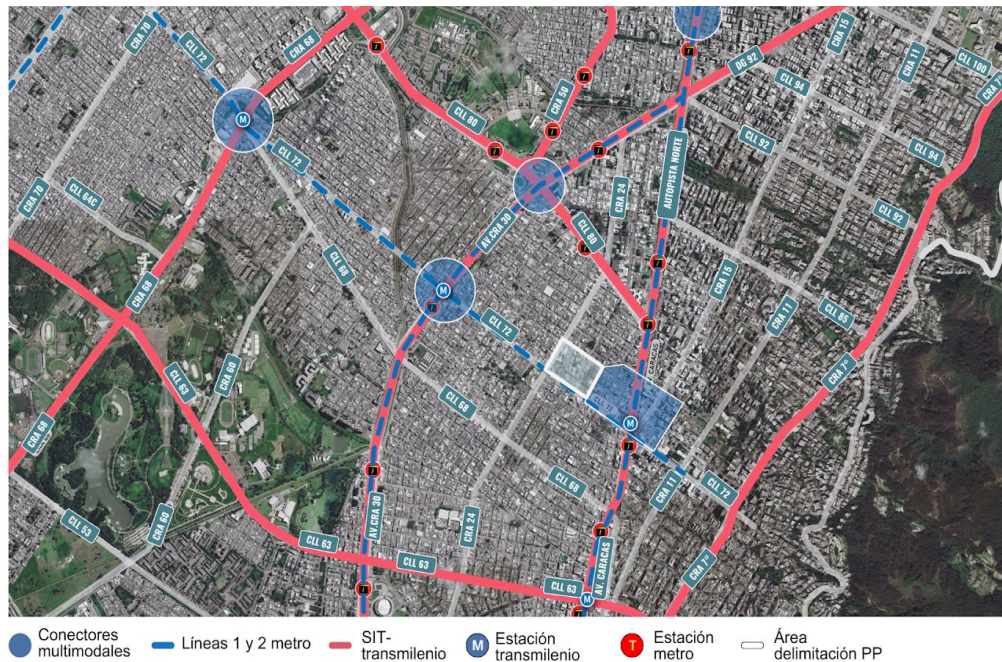 CRA 70
CLL 72
CRA 68
CRA 15
CRA 11
CLL 100
DG 92
CLL 94
CRA 50
CLL 80
CLL 92
CLL 94
M
CLL 72
AUTOPISTA NORTE
CRA 24
CRA 70
CLL 64C
CLL 92
AV.CRA 30
CLL 80
CLL 68
CRA 68
CRA 15
M
CLL 72
CRA 11
CLL 85
CARACAS
CRA 60
CRA 7º
CLL 63
CLL 68
M
CRA 68
CLL 68
CRA 11
CLL 72
CLL 53
CRA 60
AV.CRA 30
CRA 24
CLL 63
CLL 63
CLL 63
AV. CARACAS
CRA 7º
M
T
T
T
T
T
T
T
T
T
T
T
T
T
T
Conectores
multimodales
Líneas 1 y 2 metro
SIT-
transmilenio
M
Estación
transmilenio
T
Estación
metro
Área
delimitación PP